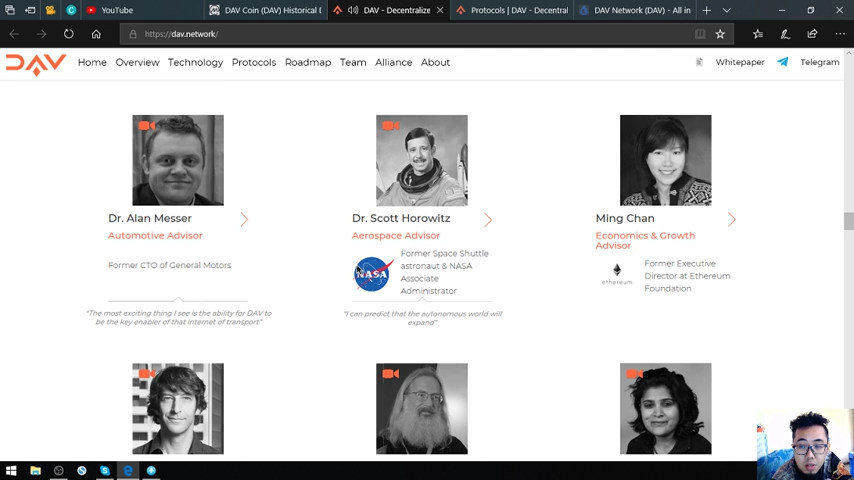 YouTube
DAV Coin (DAV) Historical D
DAV - Decentralize
Protocols | DAV - Decentral
DAV Network (DAV) - All in
https://dav.network/
DAV
Home Overview Technology Protocols Roadmap Team Alliance About
Whitepaper Telegram
Dr. Alan Messer
Automotive Advisor
Former CTO of General Motors
"The most exciting thing I see is the ability for DAV to
be the key enabler of that internet of transport"
Dr. Scott Horowitz
Aerospace Advisor
NASA
Former Space Shuttle
astronaut & NASA
Associate
Administrator
"I can predict that the autonomous world will
expand"
Ming Chan
Economics & Growth
Advisor
ethereum
Former Executive
Director at Ethereum
Foundation